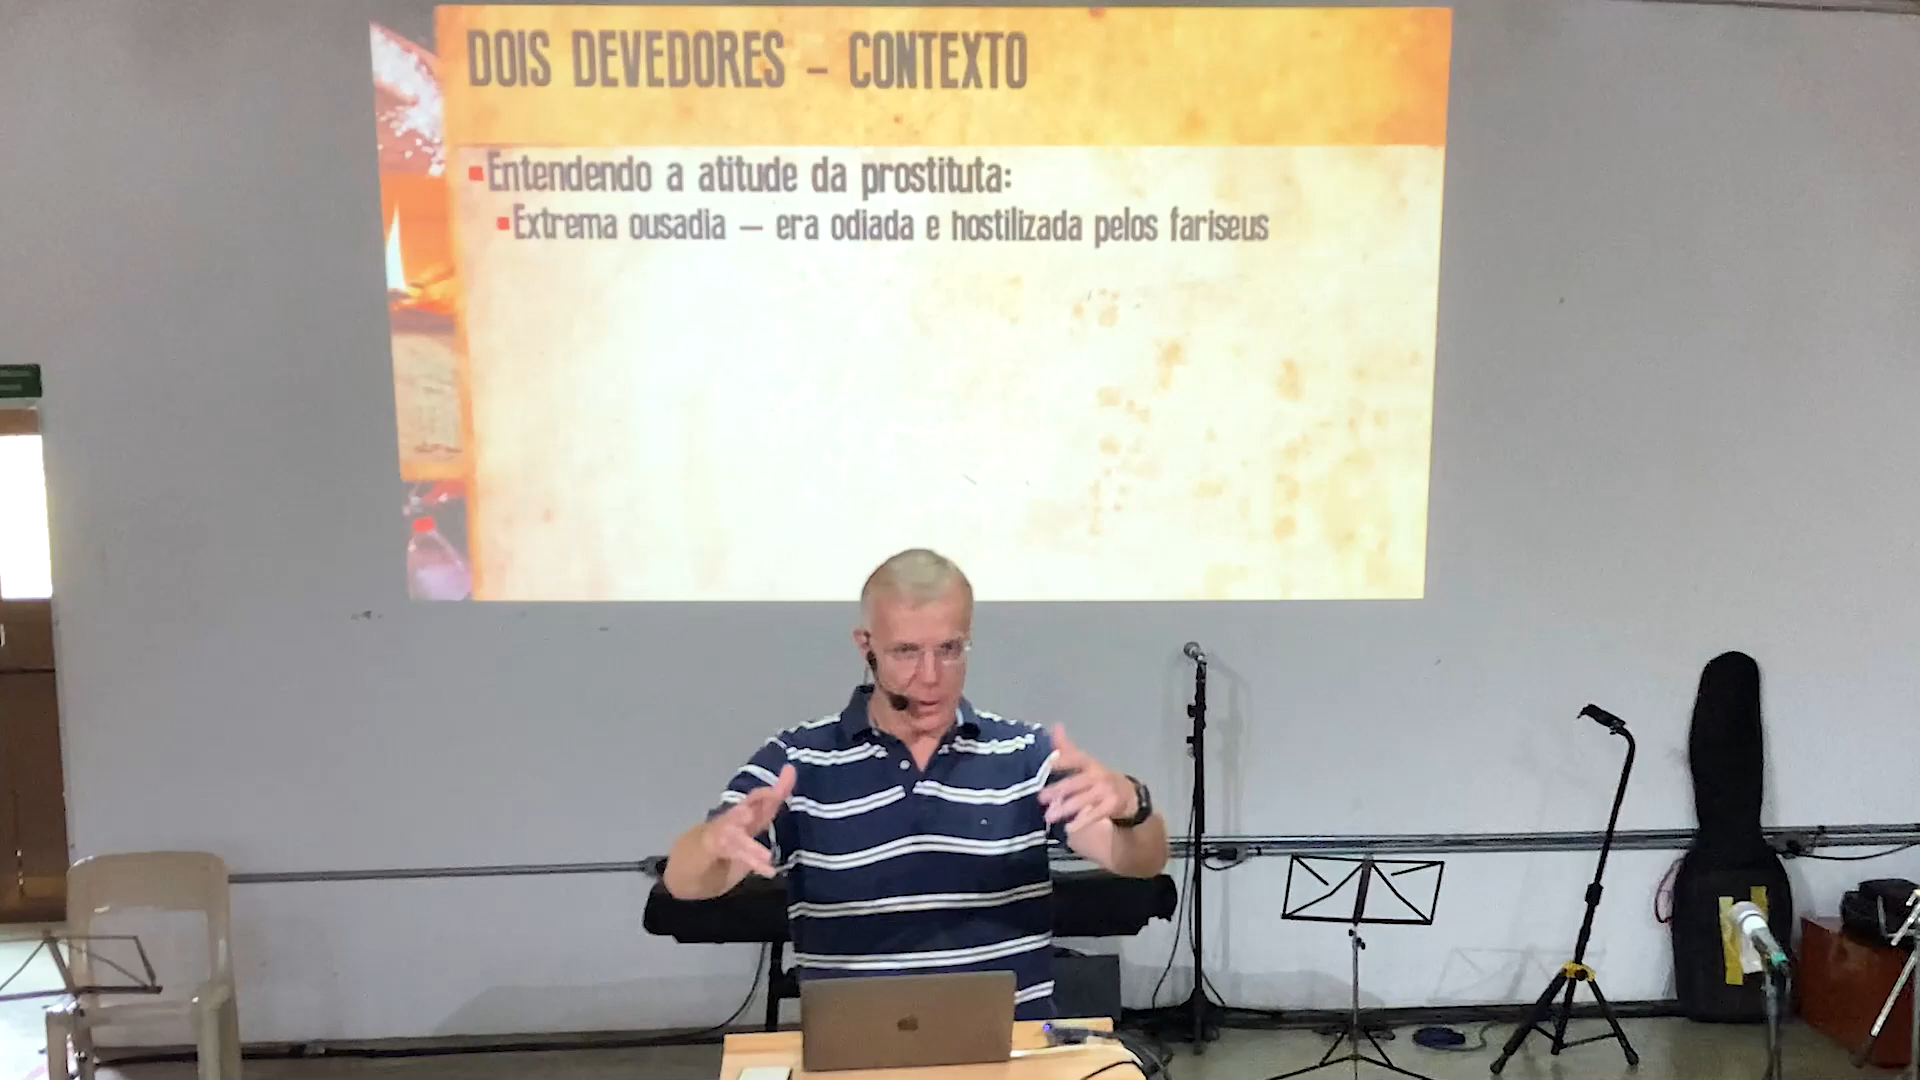 DOIS DEVEDORES – CONTEXTO
Entendendo a atitude da prostituta:
Extrema ousadia – era odiada e hostilizada pelos fariseus